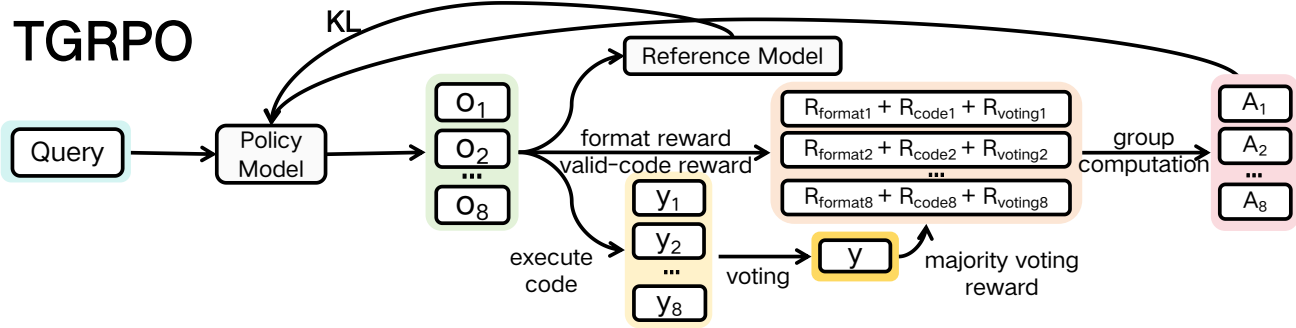 TGRPO
KL
Reference Model
Query
Policy
Model
o1
o2
...
o8
format reward
valid-code reward
Rformat1 + Rcode1 + Rvoting1
Rformat2 + Rcode2 + Rvoting2
...
Rformat8 + Rcode8 + Rvoting8
group
computation
A1
A2
...
A8
execute
code
y1
y2
...
y8
voting
y
majority voting
reward